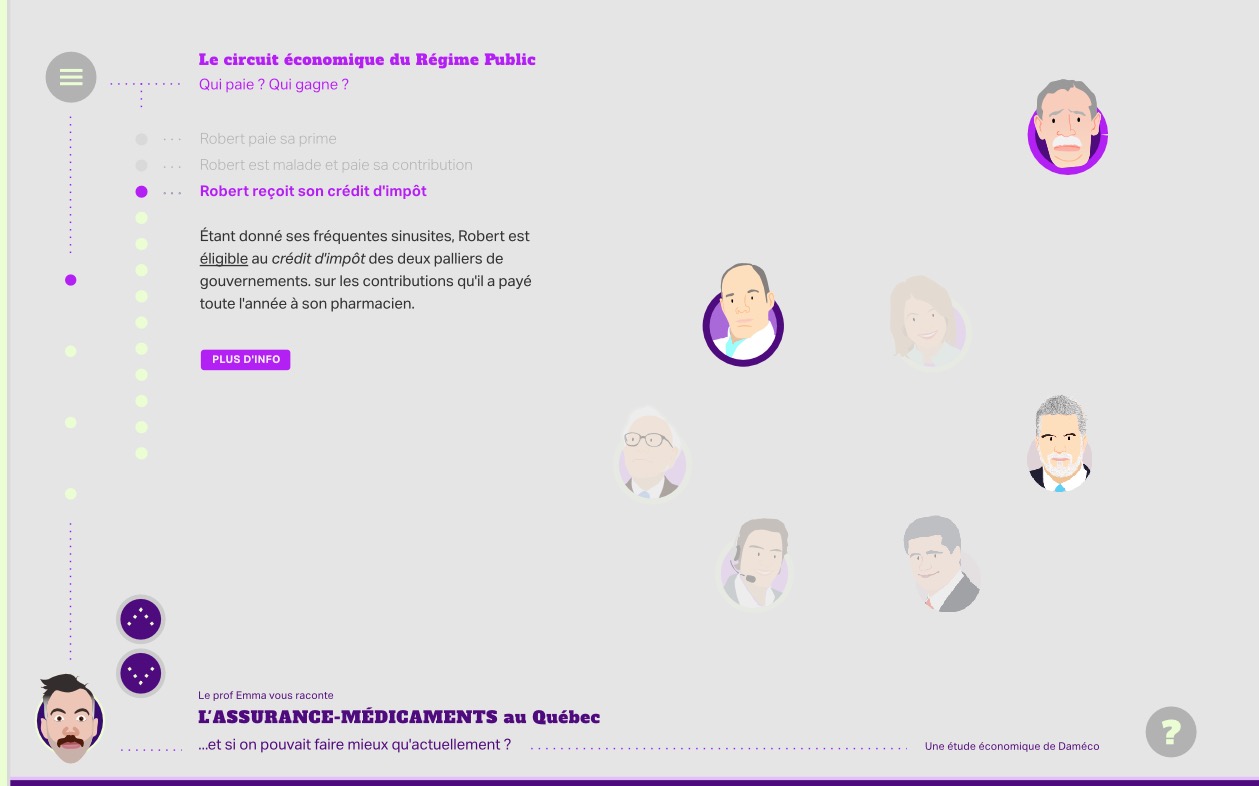 Le circuit économique du Régime Public
Qui paie ? Qui gagne ?
Robert paie sa prime
Robert est malade et paie sa contribution
Robert reçoit son crédit d'impôt
Étant donné ses fréquentes sinusites, Robert est
éligible au crédit d'impôt des deux palliers de
gouvernements. sur les contributions qu'il a payé
toute l'année à son pharmacien.
PLUS D'INFO
Le prof Emma vous raconte
L'ASSURANCE-MÉDICAMENTS au Québec
...et si on pouvait faire mieux qu'actuellement ?
Une étude économique de Daméco
?